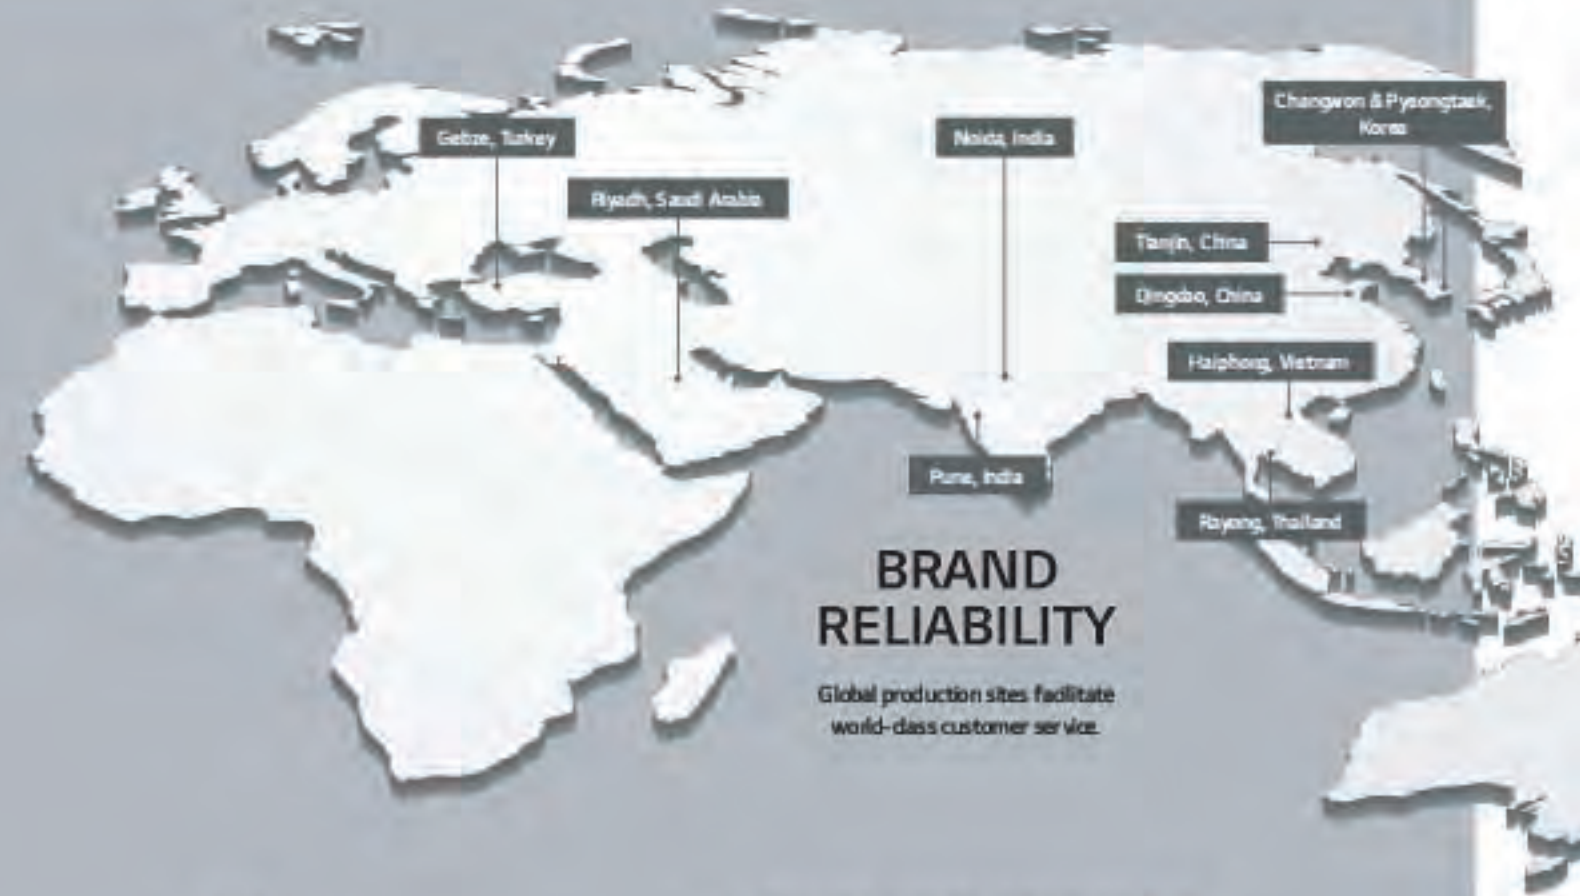 Changwon & Pyeongtaek,
Korea
Gebze, Turkey
Noida, India
Riyadh, Saudi Arabia
Tianjin, China
Qingdao, China
Haiphong, Vietnam
Pune, India
Rayong, Thailand
BRAND
RELIABILITY
Global production sites facilitate
world-class customer service.